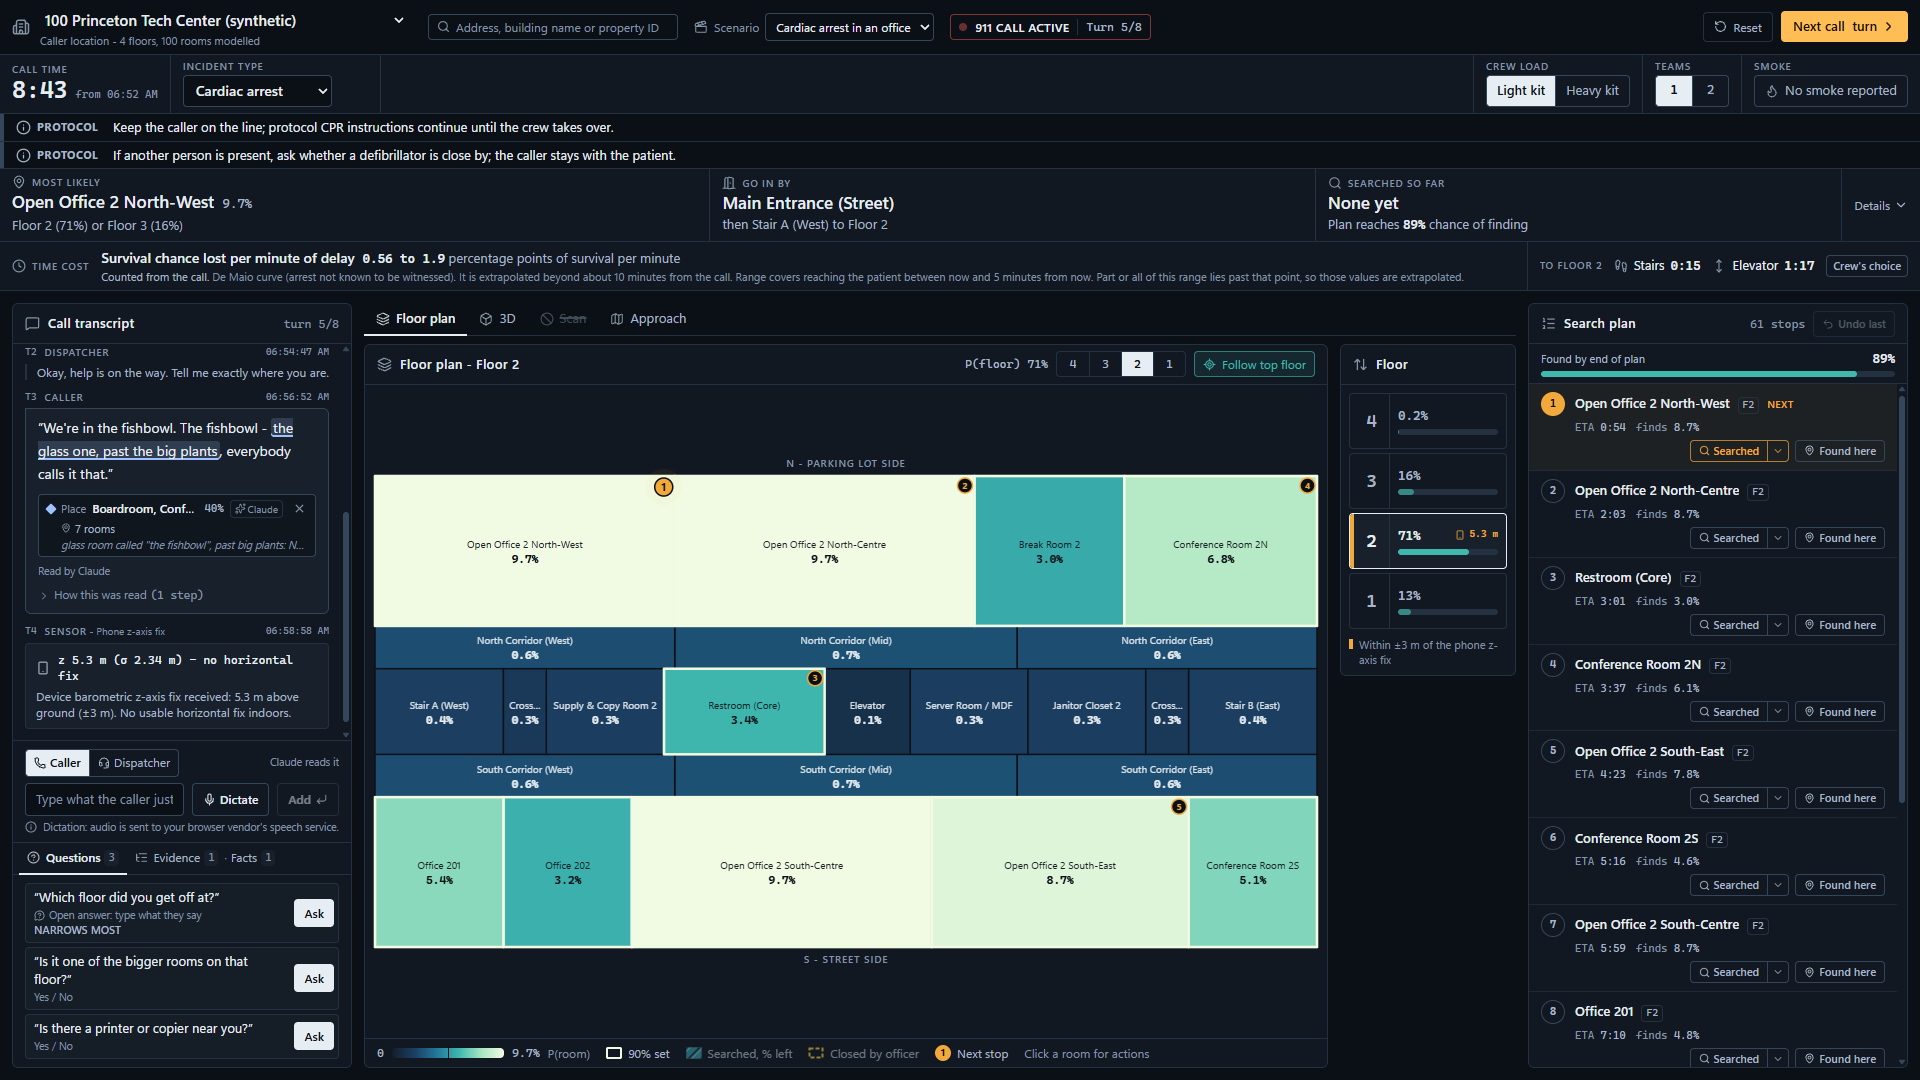 100 Princeton Tech Center (synthetic)
Caller location - 4 floors, 100 rooms modelled
Address, building name or property ID
Scenario
Cardiac arrest in an office
911 CALL ACTIVE
Turn 5/8
Reset
Next call turn
CALL TIME
8:43 from 06:52 AM
INCIDENT TYPE
Cardiac arrest
CREW LOAD
Light kit
Heavy kit
TEAMS
1
2
SMOKE
No smoke reported
PROTOCOL Keep the caller on the line; protocol CPR instructions continue until the crew takes over.
PROTOCOL If another person is present, ask whether a defibrillator is close by; the caller stays with the patient.
MOST LIKELY
Open Office 2 North-West 9.7%
Floor 2 (71%) or Floor 3 (16%)
GO IN BY
Main Entrance (Street)
then Stair A (West) to Floor 2
SEARCHED SO FAR
None yet
Plan reaches 89% chance of finding
Details
TIME COST
Survival chance lost per minute of delay 0.56 to 1.9 percentage points of survival per minute
Counted from the call. De Maio curve (arrest not known to be witnessed). It is extrapolated beyond about 10 minutes from the call. Range covers reaching the patient between now and 5 minutes from now. Part or all of this range lies past that point, so those values are extrapolated.
TO FLOOR 2
Stairs 0:15
Elevator 1:17
Crew's choice
Call transcript
turn 5/8
T2 DISPATCHER 06:54:47 AM
Okay, help is on the way. Tell me exactly where you are.
T3 CALLER 06:56:52 AM
“We're in the fishbowl. The fishbowl - the
glass one, past the big plants, everybody
calls it that.”
Place Boardroom, Conf... 40% Claude
7 rooms
glass room called "the fishbowl", past big plants: N...
Read by Claude
How this was read (1 step)
T4 SENSOR - Phone z-axis fix 06:58:58 AM
z 5.3 m (σ 2.34 m) - no horizontal
fix
Device barometric z-axis fix received: 5.3 m above
ground (±3 m). No usable horizontal fix indoors.
Caller
Dispatcher
Claude reads it
Type what the caller just
Dictate
Add
Dictation: audio is sent to your browser vendor's speech service.
Questions 3
Evidence 1 · Facts 1
“Which floor did you get off at?”
Open answer: type what they say
NARROWS MOST
Ask
“Is it one of the bigger rooms on that
floor?”
Yes / No
Ask
“Is there a printer or copier near you?”
Yes / No
Ask
Floor plan
3D
Scan
Approach
Floor plan - Floor 2
P(floor) 71%
4
3
2
1
Follow top floor
N - PARKING LOT SIDE
1
2
4
Open Office 2 North-West
9.7%
Open Office 2 North-Centre
9.7%
Break Room 2
3.0%
Conference Room 2N
6.8%
North Corridor (West)
0.6%
North Corridor (Mid)
0.7%
North Corridor (East)
0.6%
3
Stair A (West)
0.4%
Cross...
0.3%
Supply & Copy Room 2
0.3%
Restroom (Core)
3.4%
Elevator
0.1%
Server Room / MDF
0.3%
Janitor Closet 2
0.3%
Cross...
0.3%
Stair B (East)
0.4%
South Corridor (West)
0.6%
South Corridor (Mid)
0.7%
South Corridor (East)
0.6%
5
Office 201
5.4%
Office 202
3.2%
Open Office 2 South-Centre
9.7%
Open Office 2 South-East
8.7%
Conference Room 2S
5.1%
S - STREET SIDE
0
9.7% P(room)
90% set
Searched, % left
Closed by officer
1 Next stop
Click a room for actions
Floor
4
0.2%
3
16%
2
71%
5.3 m
1
13%
Within ±3 m of the phone z-
axis fix
Search plan
61 stops
Undo last
Found by end of plan
89%
1 Open Office 2 North-West F2 NEXT
ETA 0:54 finds 8.7%
Searched
Found here
2 Open Office 2 North-Centre F2
ETA 2:03 finds 8.7%
Searched
Found here
3 Restroom (Core) F2
ETA 3:01 finds 3.0%
Searched
Found here
4 Conference Room 2N F2
ETA 3:37 finds 6.1%
Searched
Found here
5 Open Office 2 South-East F2
ETA 4:23 finds 7.8%
Searched
Found here
6 Conference Room 2S F2
ETA 5:16 finds 4.6%
Searched
Found here
7 Open Office 2 South-Centre F2
ETA 5:59 finds 8.7%
Searched
Found here
8 Office 201 F2
ETA 7:10 finds 4.8%
Searched
Found here